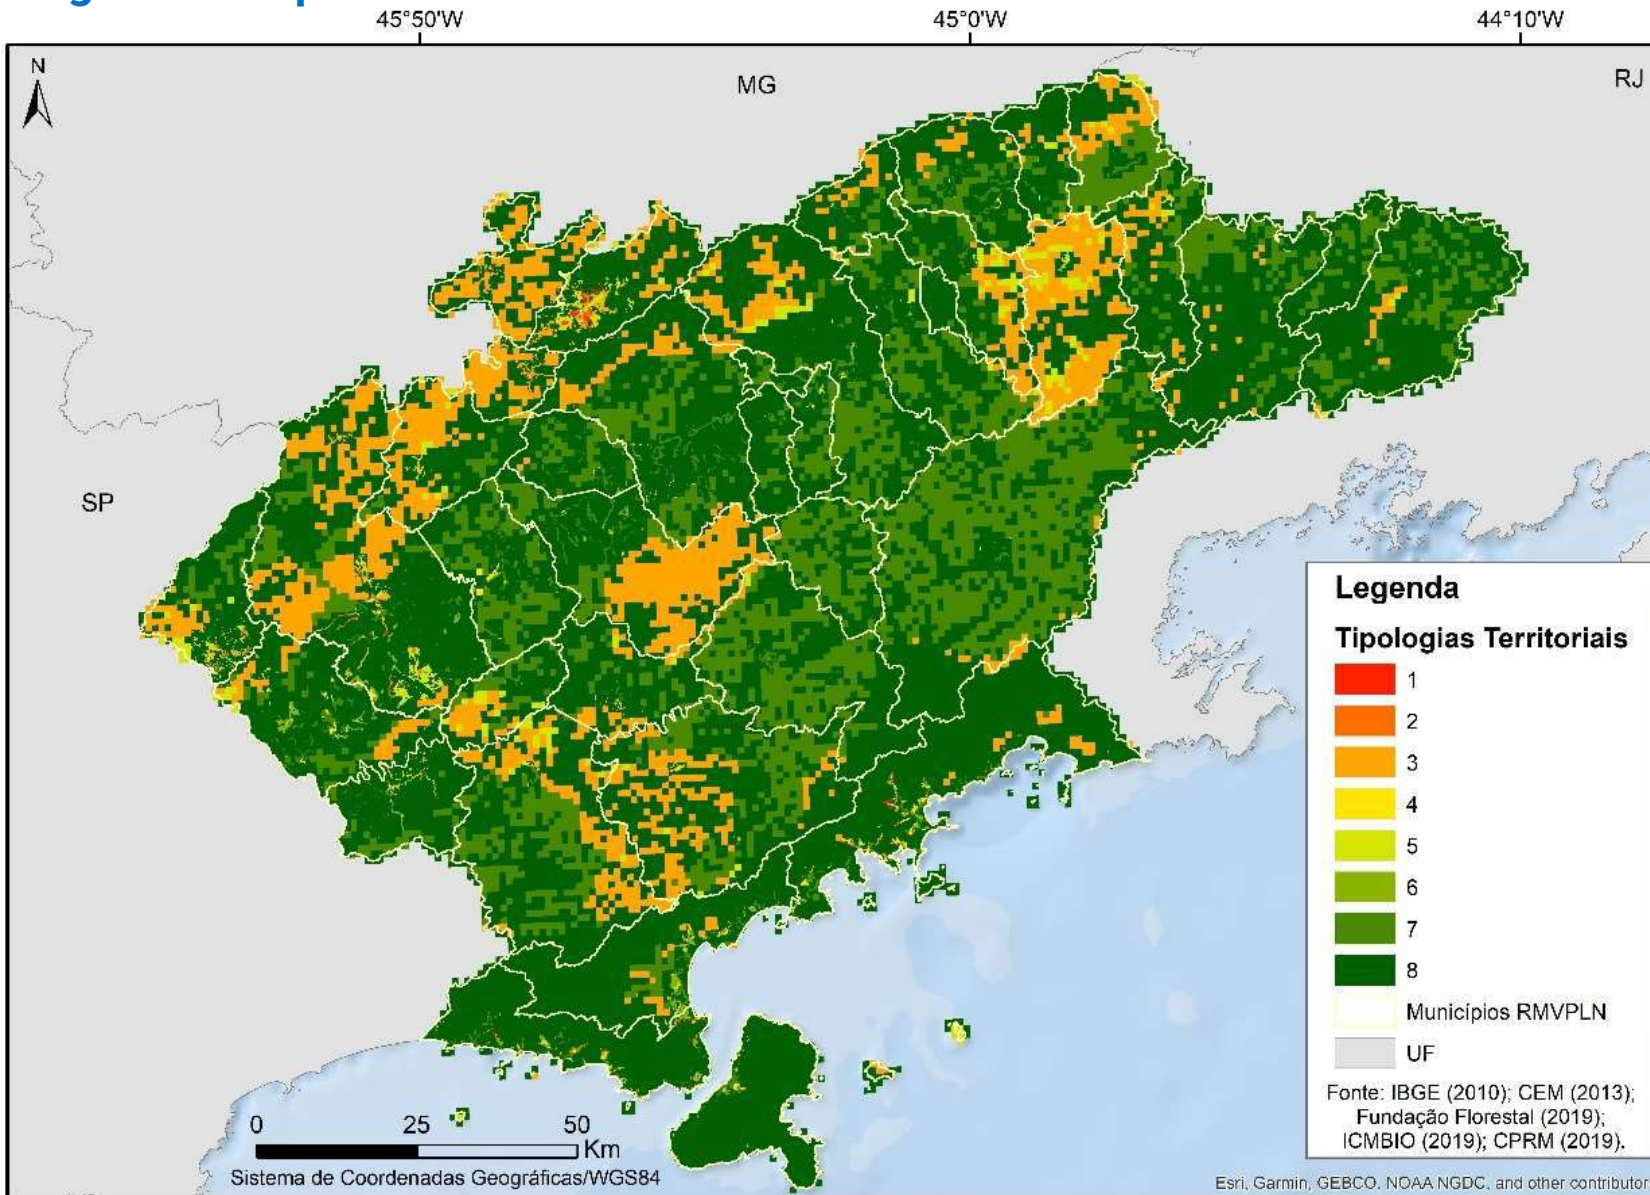 45°50'W
45°0'W
44°10'W
N
MG
RJ
SP
Legenda
Tipologias Territoriais
1
2
3
4
5
6
7
8
Municípios RMVPLN
UF
Fonte: IBGE (2010); CEM (2013);
Fundação Florestal (2019);
ICMBIO (2019); CPRM (2019).
0 25 50
Km
Sistema de Coordenadas Geográficas/WGS84
Esri, Garmin, GEBCO, NOAA NGDC, and other contributor